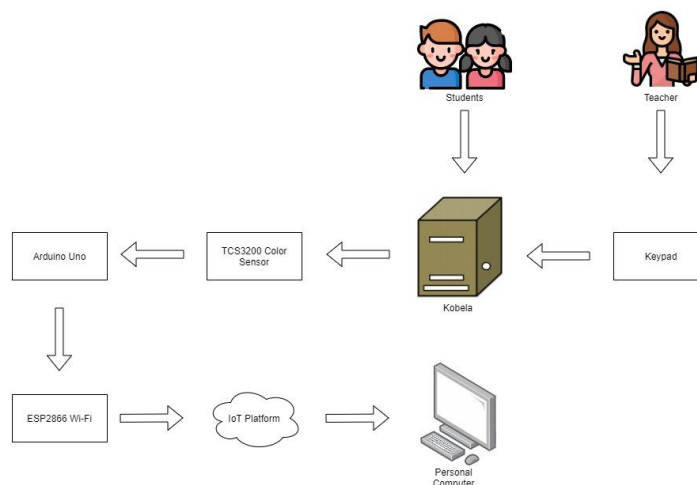 Students
Teacher
Arduino Uno
TCS3200 Color
Sensor
Kobela
Keypad
ESP2866 Wi-Fi
IoT Platform
Personal
Computer